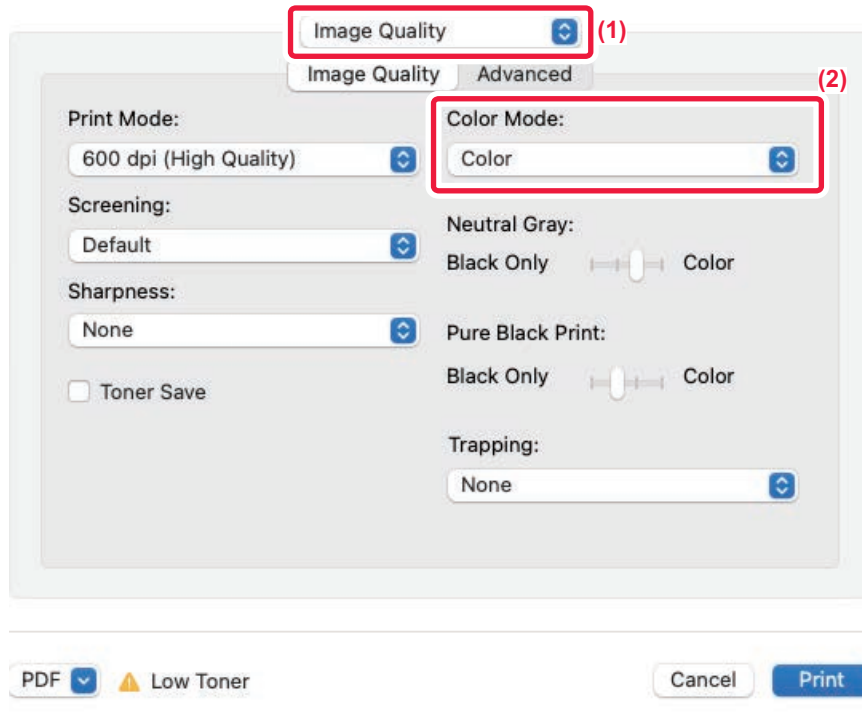 Image Quality (1)
Image Quality Advanced
(2)
Print Mode:
600 dpi (High Quality)
Screening:
Default
Sharpness:
None
Toner Save
Color Mode:
Color
Neutral Gray:
Black Only Color
Pure Black Print:
Black Only Color
Trapping:
None
PDF Low Toner Cancel Print